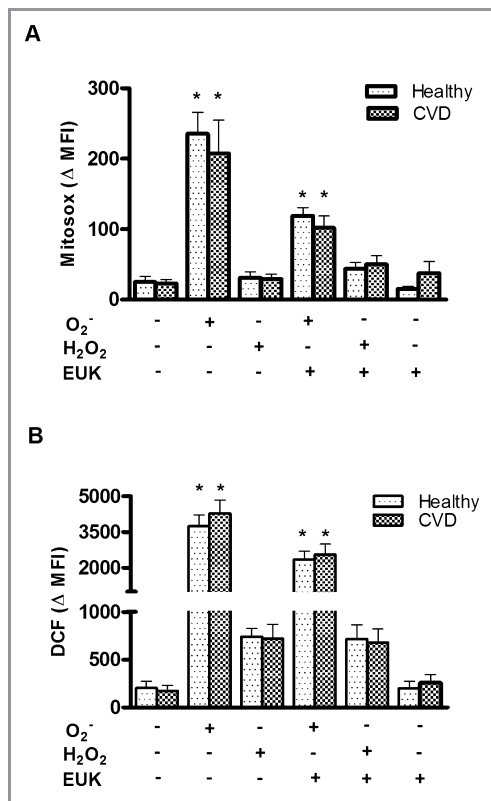 A
Mitosox (Δ MFI)
300
200
100
0
Healthy
CVD
* * * *
O₂⁻ - + - + - -
H₂O₂ - - + - + -
EUK - - - + + +
B
DCF (Δ MFI)
5000
3500
2000
1000
500
0
Healthy
CVD
* * * *
O₂⁻ - + - + - -
H₂O₂ - - + - + -
EUK - - - + + +